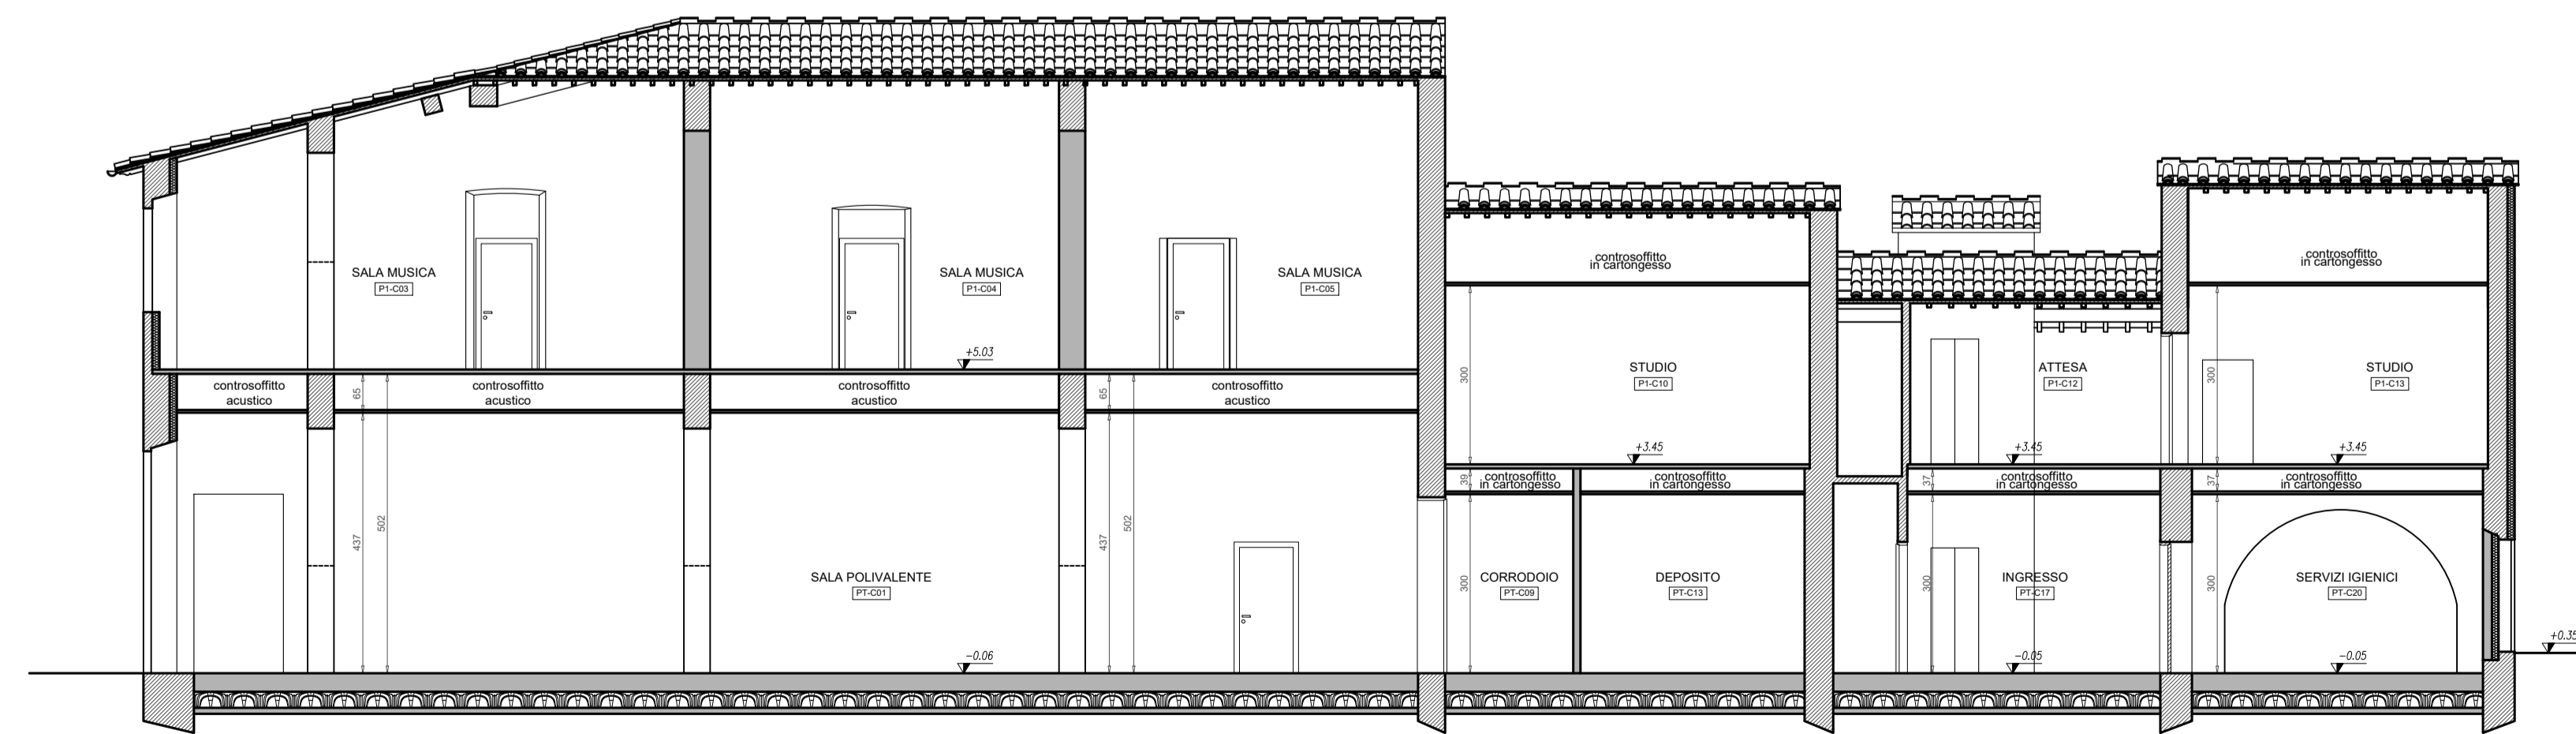 controsoffitto
in cartongesso
controsoffitto
in cartongesso
SALA MUSICA
P1-C03
SALA MUSICA
P1-C04
SALA MUSICA
P1-C05
+5.03
300
STUDIO
P1-C10
ATTESA
P1-C12
300
STUDIO
P1-C13
controsoffitto
acustico
65
controsoffitto
acustico
controsoffitto
acustico
65
controsoffitto
acustico
+3.45
+3.45
+3.45
39
controsoffitto
in cartongesso
controsoffitto
in cartongesso
37
controsoffitto
in cartongesso
37
controsoffitto
in cartongesso
437
502
437
502
SALA POLIVALENTE
PT-C01
300
CORRODOIO
PT-C09
DEPOSITO
PT-C13
300
INGRESSO
PT-C17
300
SERVIZI IGIENICI
PT-C20
-0.06
-0.05
-0.05
+0.35